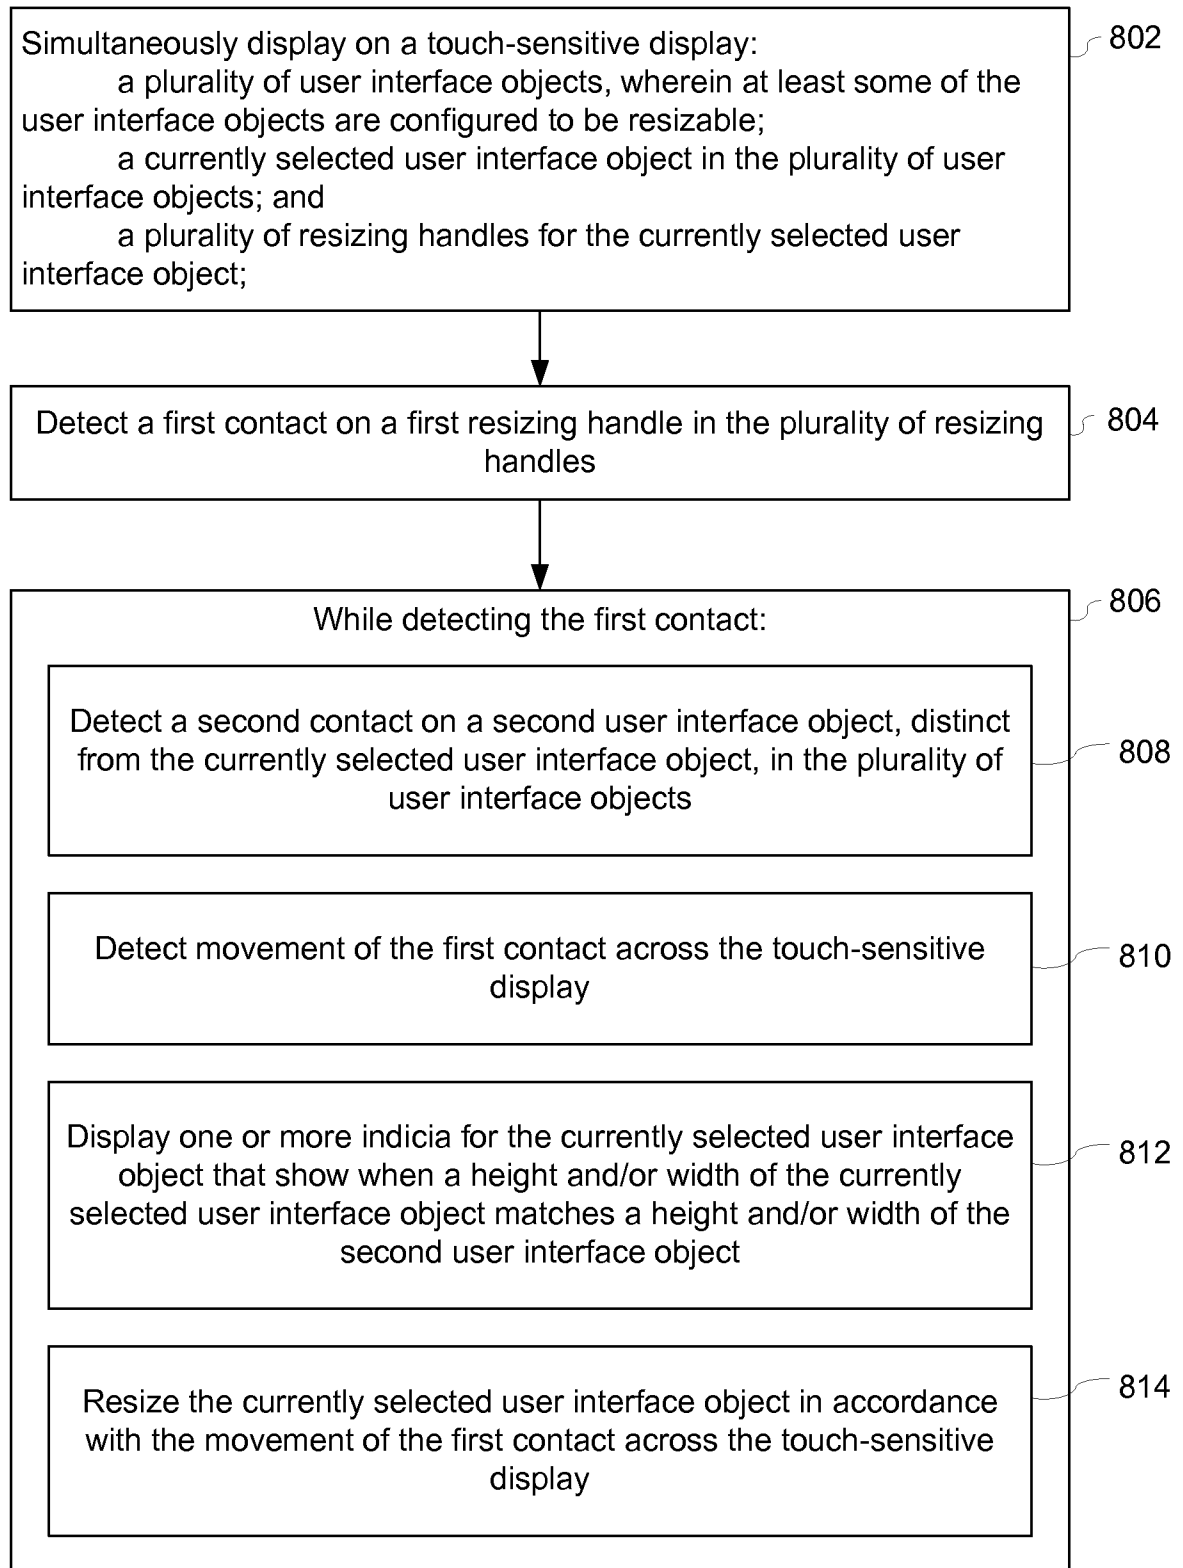 Simultaneously display on a touch-sensitive display:
a plurality of user interface objects, wherein at least some of the
user interface objects are configured to be resizable;
a currently selected user interface object in the plurality of user
interface objects; and
a plurality of resizing handles for the currently selected user
interface object;
802
Detect a first contact on a first resizing handle in the plurality of resizing
handles
804
While detecting the first contact:
806
Detect a second contact on a second user interface object, distinct
from the currently selected user interface object, in the plurality of
user interface objects
808
Detect movement of the first contact across the touch-sensitive
display
810
Display one or more indicia for the currently selected user interface
object that show when a height and/or width of the currently
selected user interface object matches a height and/or width of the
second user interface object
812
Resize the currently selected user interface object in accordance
with the movement of the first contact across the touch-sensitive
display
814